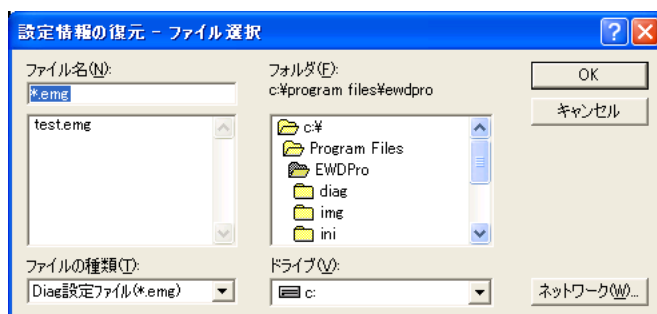 設定情報の復元 - ファイル選択
ファイル名(N):
*.emg
test.emg
ファイルの種類(T):
Diag設定ファイル(*.emg)
フォルダ(F):
c:¥program files¥ewdpro
c:¥
Program Files
EWDPro
diag
img
ini
ドライブ(V):
c:
OK
キャンセル
ネットワーク(W)...